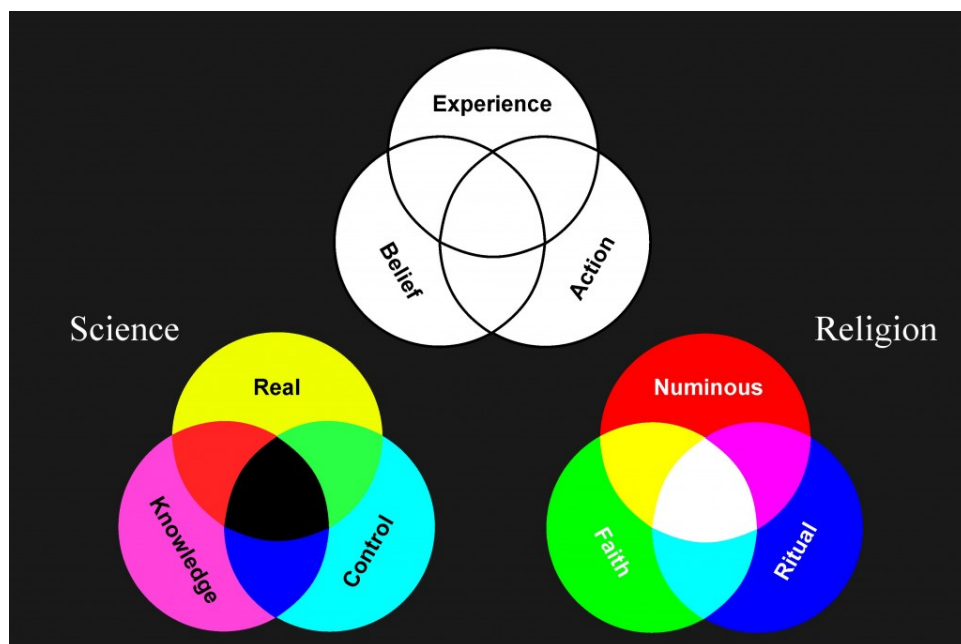 Experience
Belief
Action
Science
Religion
Real
Knowledge
Control
Numinous
Faith
Ritual